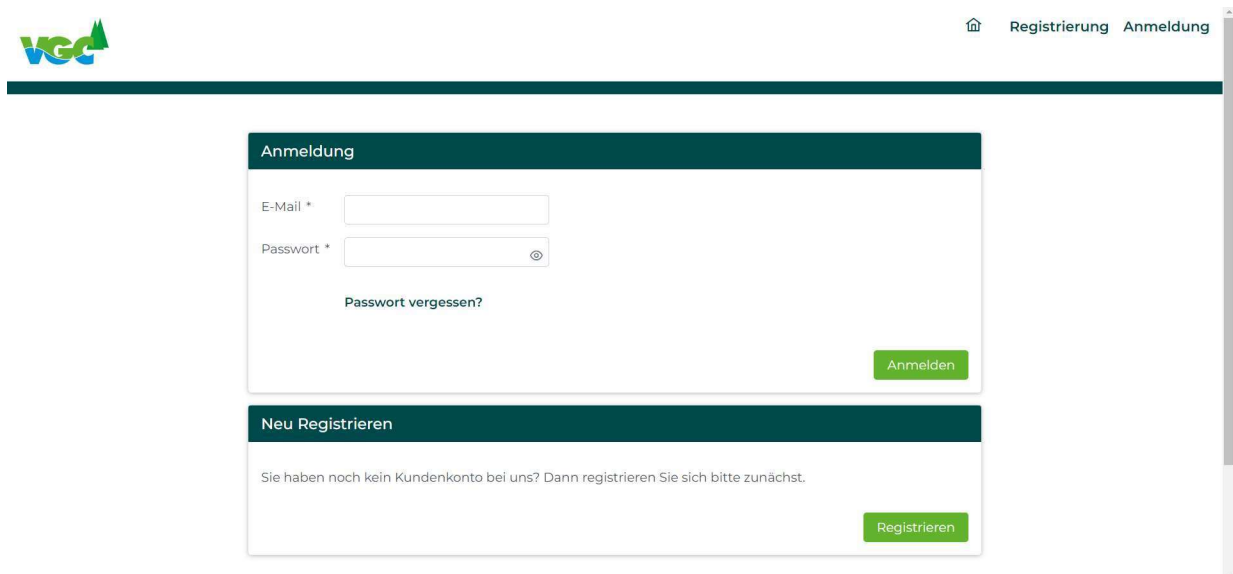 VGC
Registrierung Anmeldung
Anmeldung
E-Mail *
Passwort *
Passwort vergessen?
Anmelden
Neu Registrieren
Sie haben noch kein Kundenkonto bei uns? Dann registrieren Sie sich bitte zunächst.
Registrieren